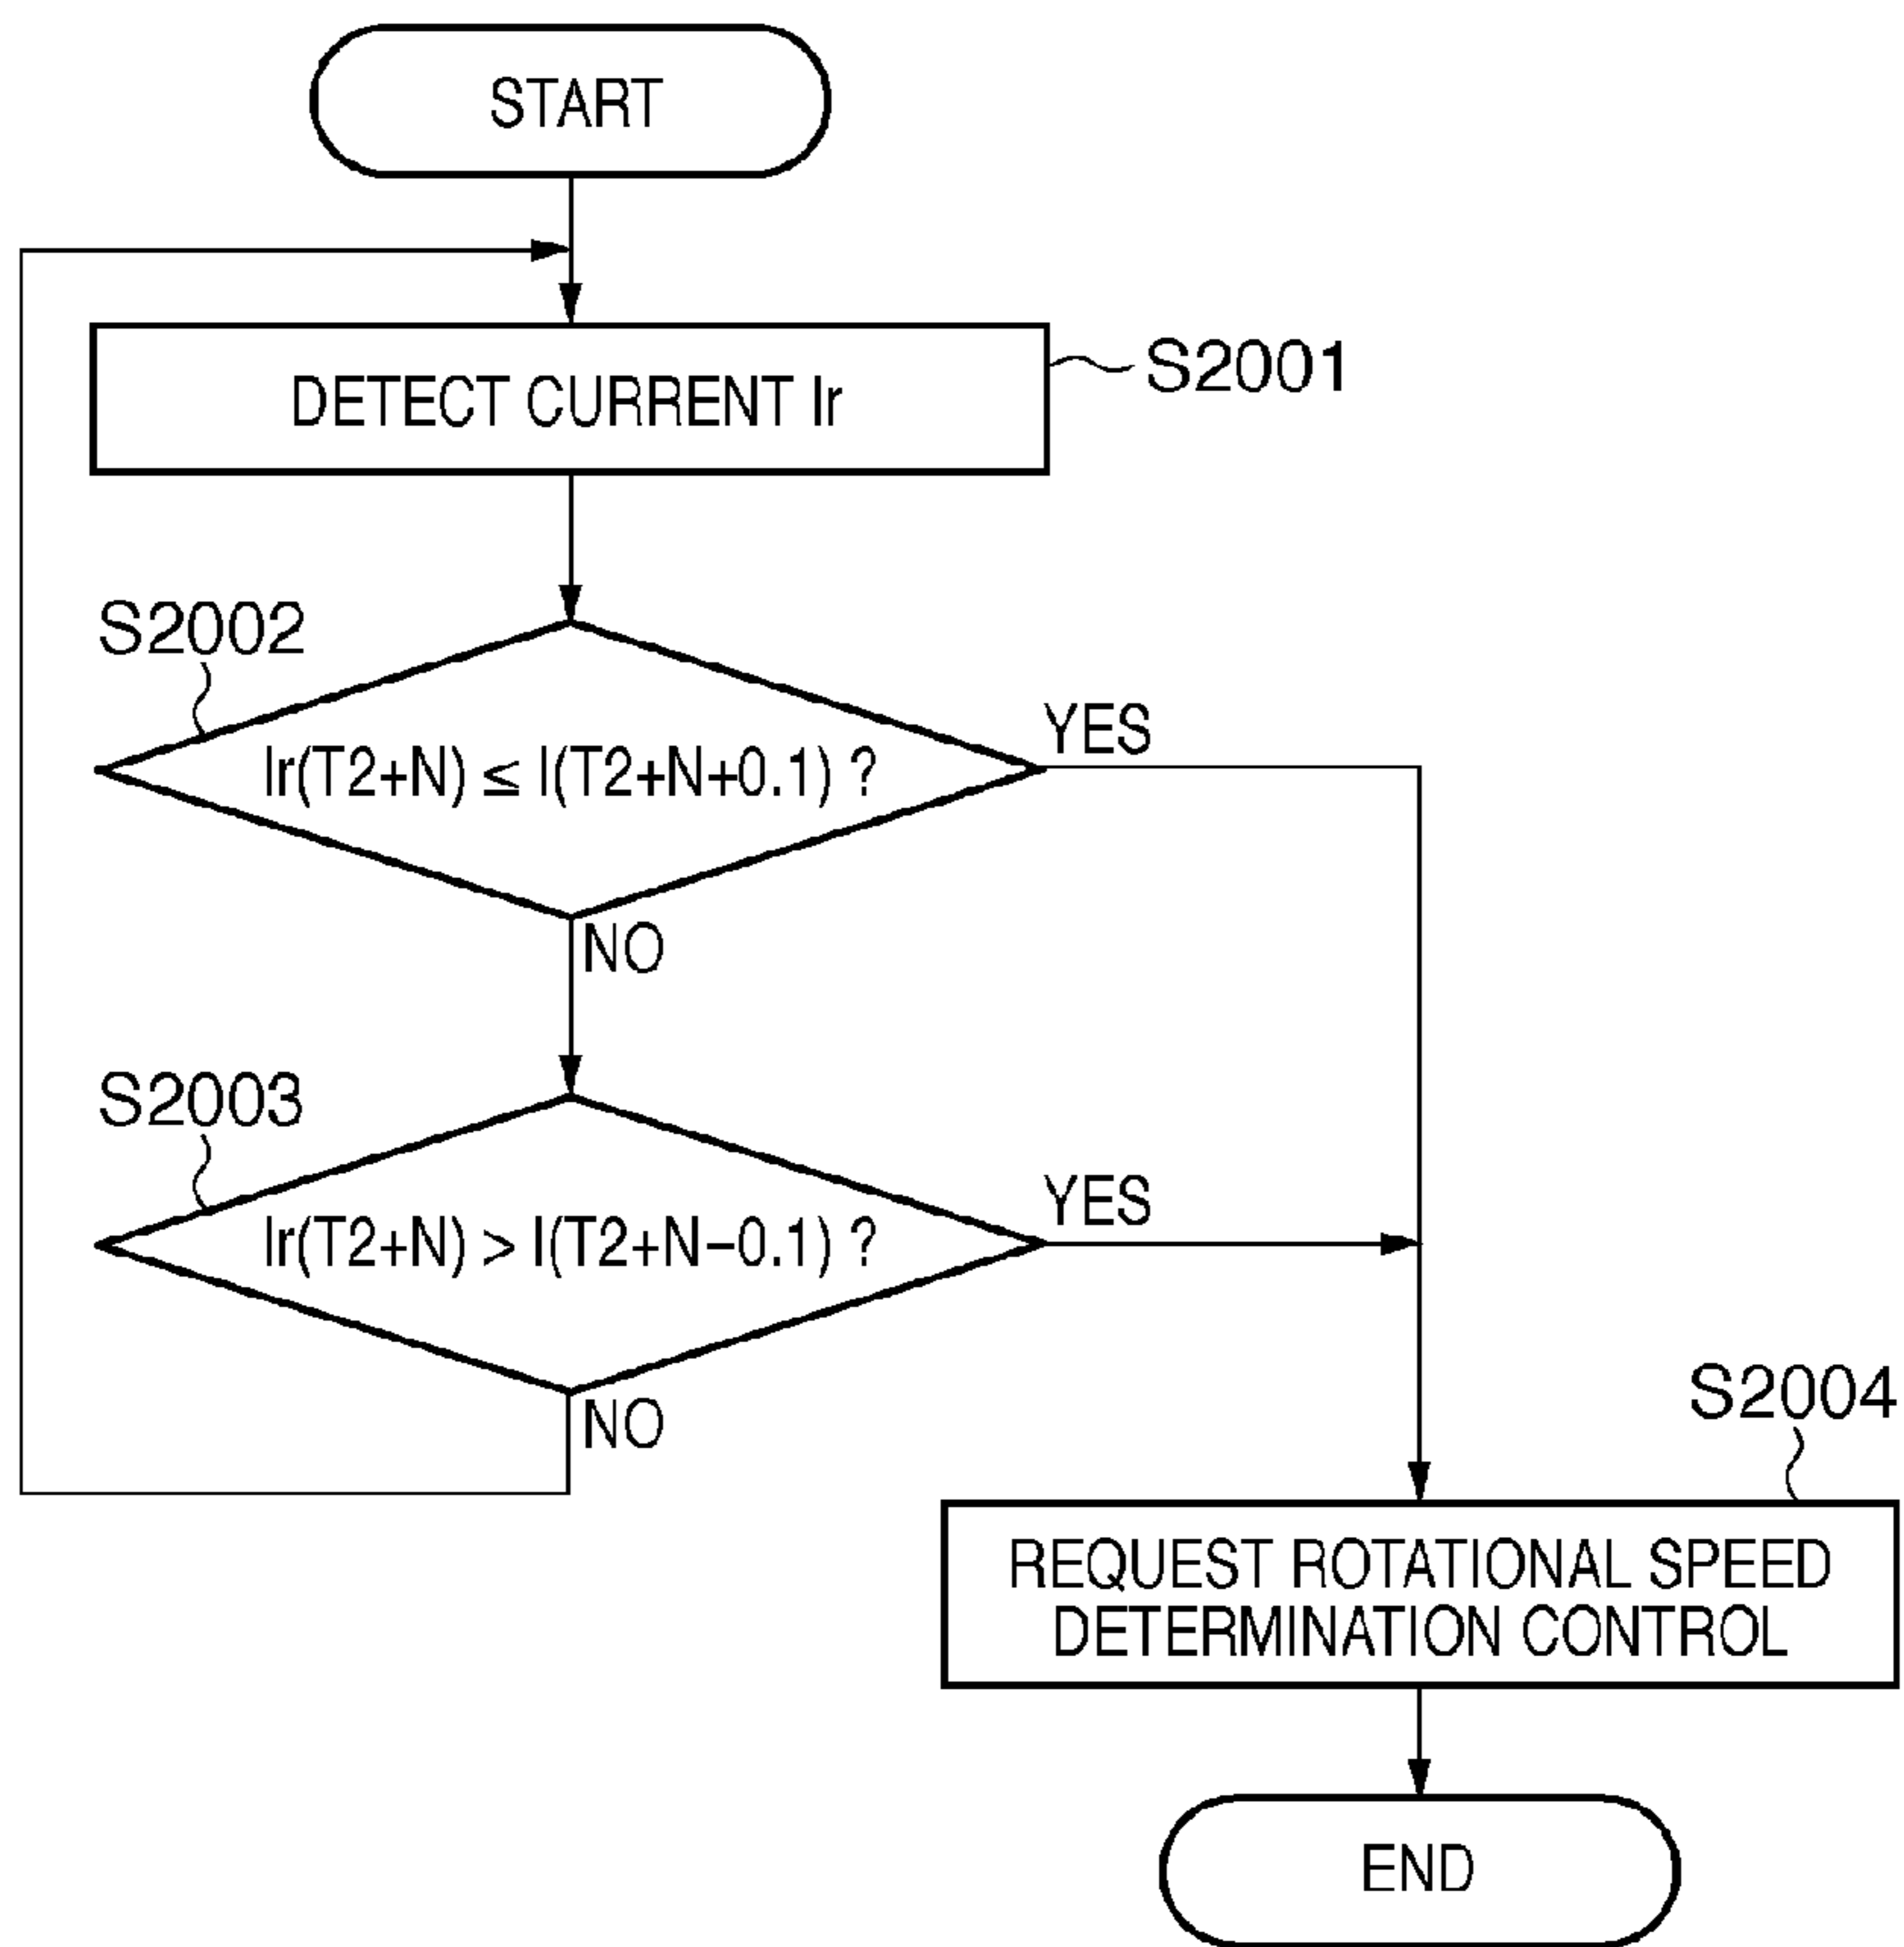 START
DETECT CURRENT Ir
S2001
S2002
Ir(T2+N) ≤ I(T2+N+0.1) ?
YES
NO
S2003
Ir(T2+N) > I(T2+N−0.1) ?
YES
NO
S2004
REQUEST ROTATIONAL SPEED
DETERMINATION CONTROL
END